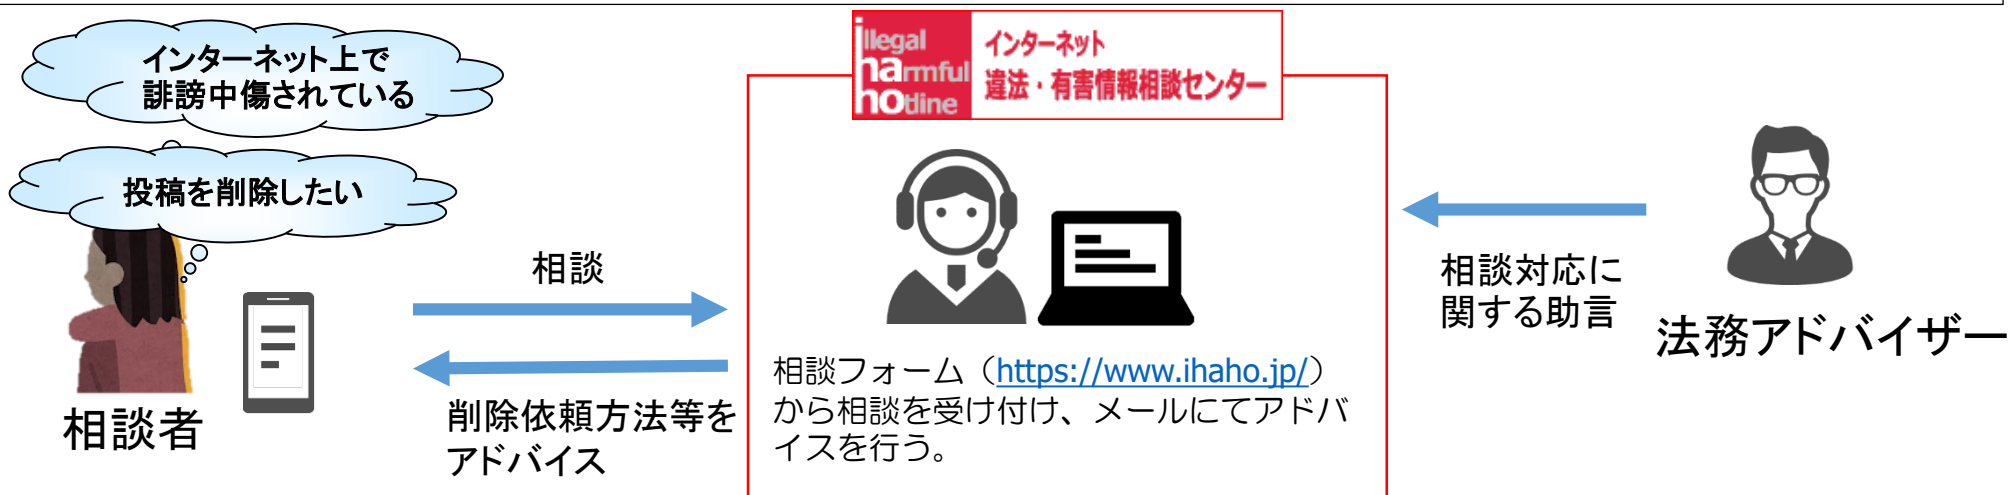 インターネット上で
誹謗中傷されている
投稿を削除したい
相談者
相談
削除依頼方法等を
アドバイス
illegal
harmful
hotline
インターネット
違法・有害情報相談センター
相談フォーム（https://www.ihaho.jp/）
から相談を受け付け、メールにてアドバ
イスを行う。
相談対応に
関する助言
法務アドバイザー